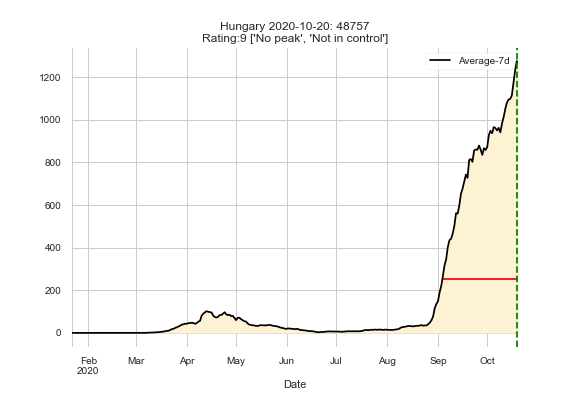 Hungary 2020-10-20: 48757
Rating:9 ['No peak', 'Not in control']
Average-7d
1200
1000
800
600
400
200
0
Feb Mar Apr May Jun Jul Aug Sep Oct
2020
Date